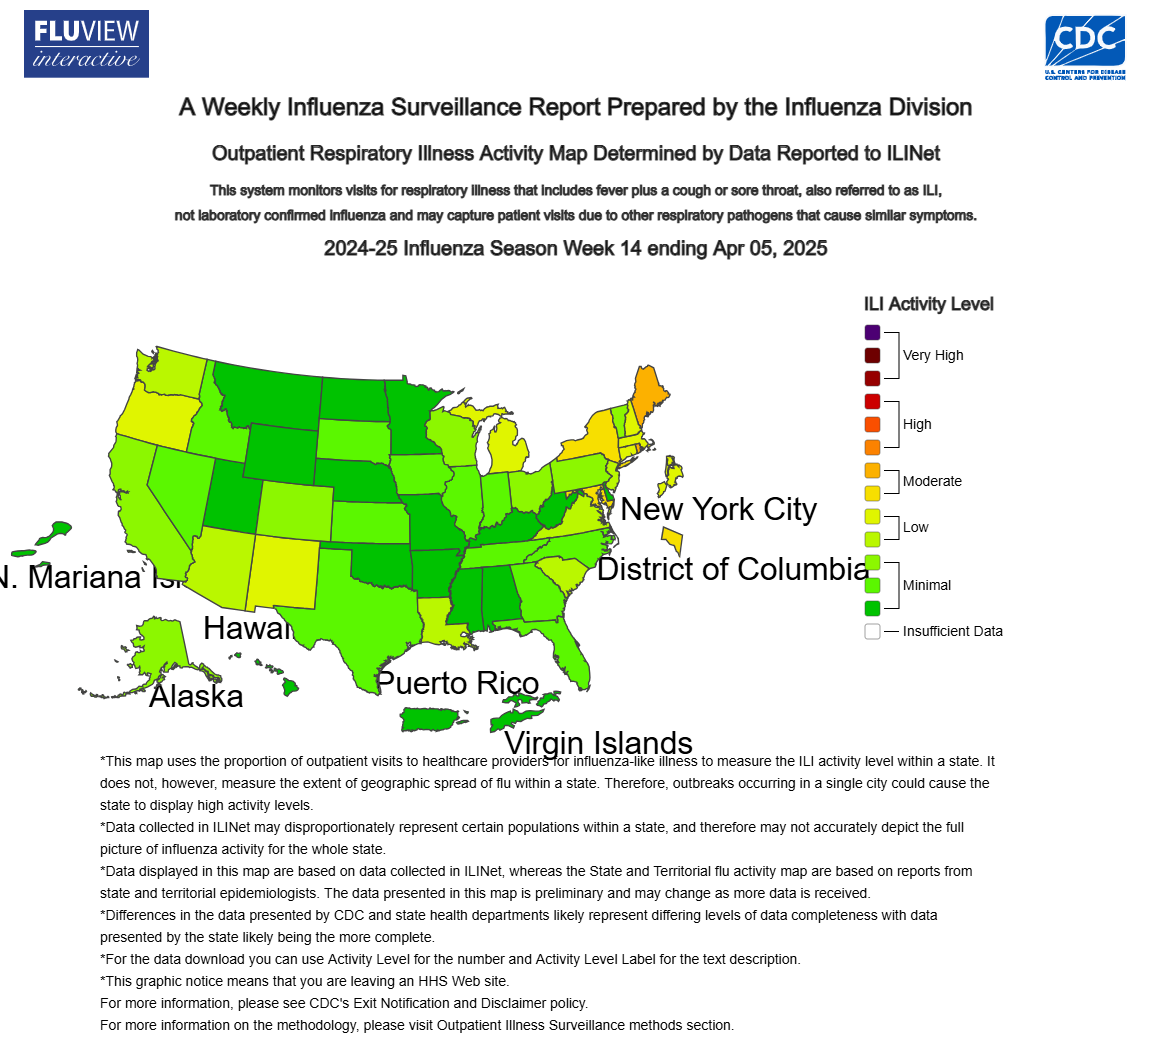 FLUVIEW
interactive
CDC
U.S. CENTERS FOR DISEASE
CONTROL AND PREVENTION
A Weekly Influenza Surveillance Report Prepared by the Influenza Division
Outpatient Respiratory Illness Activity Map Determined by Data Reported to ILINet
This system monitors visits for respiratory illness that includes fever plus a cough or sore throat, also referred to as ILI,
not laboratory confirmed influenza and may capture patient visits due to other respiratory pathogens that cause similar symptoms.
2024-25 Influenza Season Week 14 ending Apr 05, 2025
ILI Activity Level
Very High
High
Moderate
Low
Minimal
Insufficient Data
New York City
District of Columbia
N. Mariana
Alaska
Puerto Rico
Virgin Islands
*This map uses the proportion of outpatient visits to healthcare providers for influenza-like illness to measure the ILI activity level within a state. It
does not, however, measure the extent of geographic spread of flu within a state. Therefore, outbreaks occurring in a single city could cause the
state to display high activity levels.
*Data collected in ILINet may disproportionately represent certain populations within a state, and therefore may not accurately depict the full
picture of influenza activity for the whole state.
*Data displayed in this map are based on data collected in ILINet, whereas the State and Territorial flu activity map are based on reports from
state and territorial epidemiologists. The data presented in this map is preliminary and may change as more data is received.
*Differences in the data presented by CDC and state health departments likely represent differing levels of data completeness with data
presented by the state likely being the more complete.
*For the data download you can use Activity Level for the number and Activity Level Label for the text description.
*This graphic notice means that you are leaving an HHS Web site.
For more information, please see CDC's Exit Notification and Disclaimer policy.
For more information on the methodology, please visit Outpatient Illness Surveillance methods section.